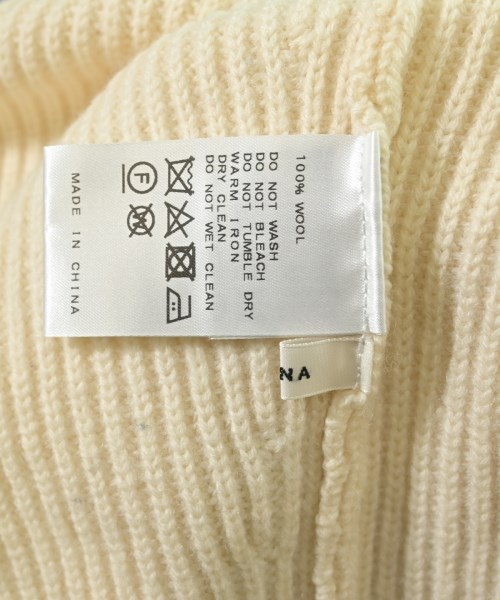 100% WOOL
DO NOT WASH
DO NOT BLEACH
DO NOT TUMBLE DRY
WARM IRON
DRY CLEAN
DO NOT WET CLEAN
F
W
MADE IN CHINA
NA